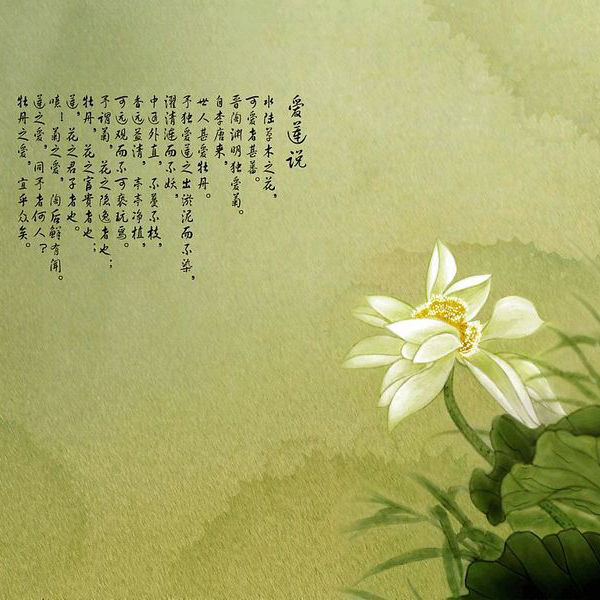 爱莲说
水陆草木之花，
可爱者甚蕃。
晋陶渊明独爱菊。
自李唐来，
世人甚爱牡丹。
予独爱莲之出淤泥而不染，
濯清涟而不妖，
中通外直，不蔓不枝，
香远益清，亭亭净植，
可远观而不可亵玩焉。
予谓菊，花之隐逸者也；
牡丹，花之富贵者也；
莲，花之君子者也。
噫！菊之爱，陶后鲜有闻。
莲之爱，同予者何人？
牡丹之爱，宜乎众矣。